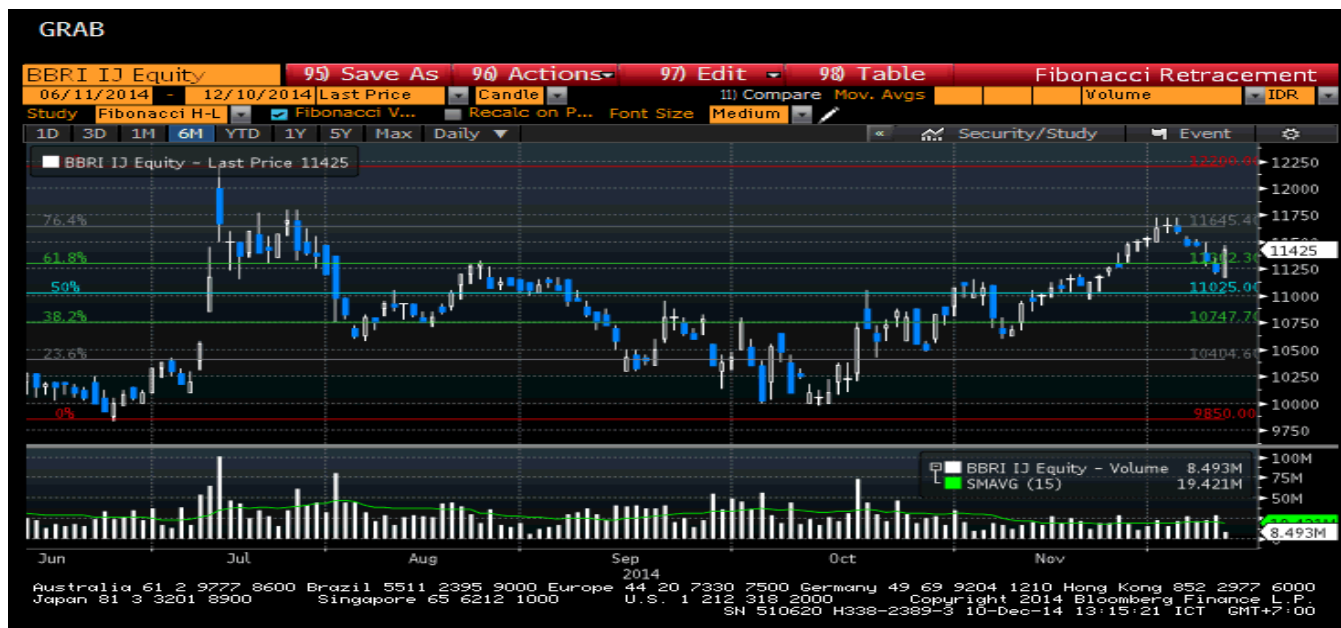 GRAB
BBRI IJ Equity 95) Save As 96) Actions 97) Edit 98) Table Fibonacci Retracement
06/11/2014 - 12/10/2014 Last Price Candle 11) Compare Mov. Avgs Volume IDR
Study Fibonacci H-L Fibonacci V... Recalc on P... Font Size Medium
1D 3D 1M 6M YTD 1Y 5Y Max Daily ▼ « Security/Study Event
BBRI IJ Equity - Last Price 11425
12200.00
12250
12000
76.4% 11645.40 11750
11425
61.8%
11250
50% 11025.00
11000
38.2% 10747.70
10750
10500
23.6% 10404.60
10250
10000
0% 9850.00
9750
BBRI IJ Equity - Volume 8.493M
SMAVG (15) 19.421M
100M
75M
50M
8.493M
Jun Jul Aug Sep Oct Nov
2014
Australia 61 2 9777 8600 Brazil 5511 2395 9000 Europe 44 20 7330 7500 Germany 49 69 9204 1210 Hong Kong 852 2977 6000
Japan 81 3 3201 8900 Singapore 65 6212 1000 U.S. 1 212 318 2000 Copyright 2014 Bloomberg Finance L.P.
SN 510620 H338-2389-3 10-Dec-14 13:15:21 ICT GMT+7:00